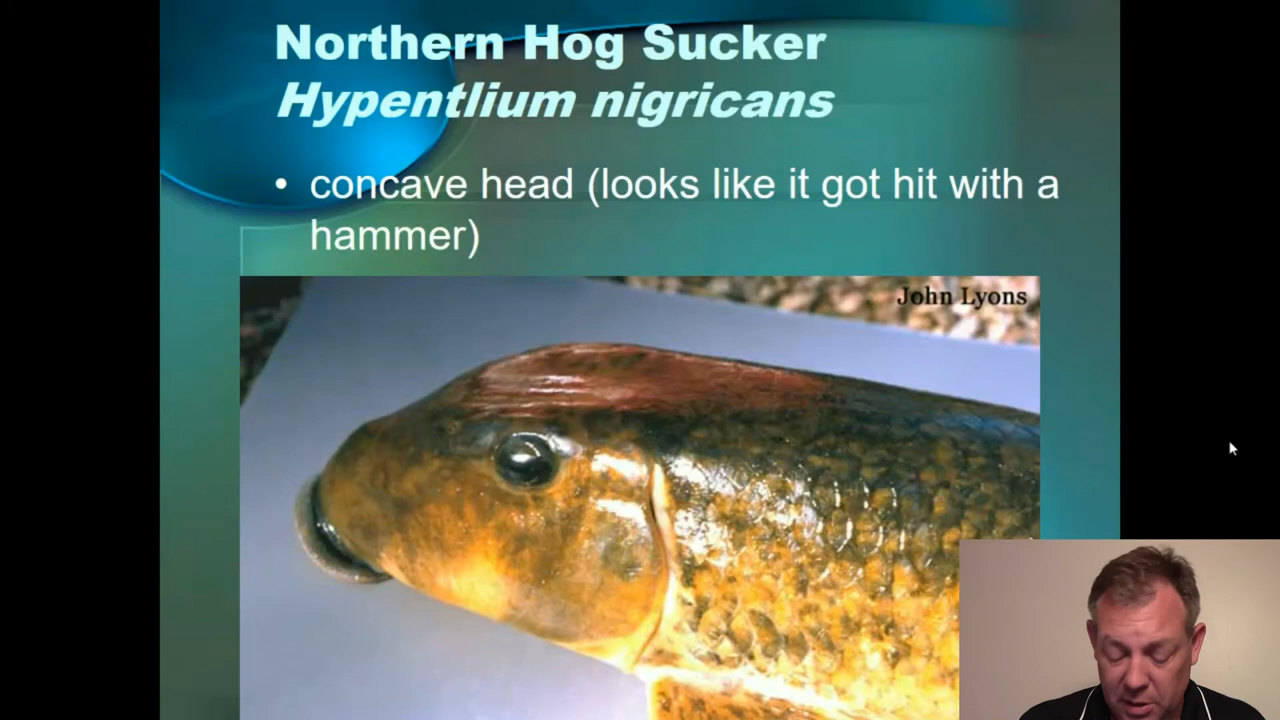 Northern Hog Sucker
Hypentlium nigricans
• concave head (looks like it got hit with a
hammer)
John Lyons